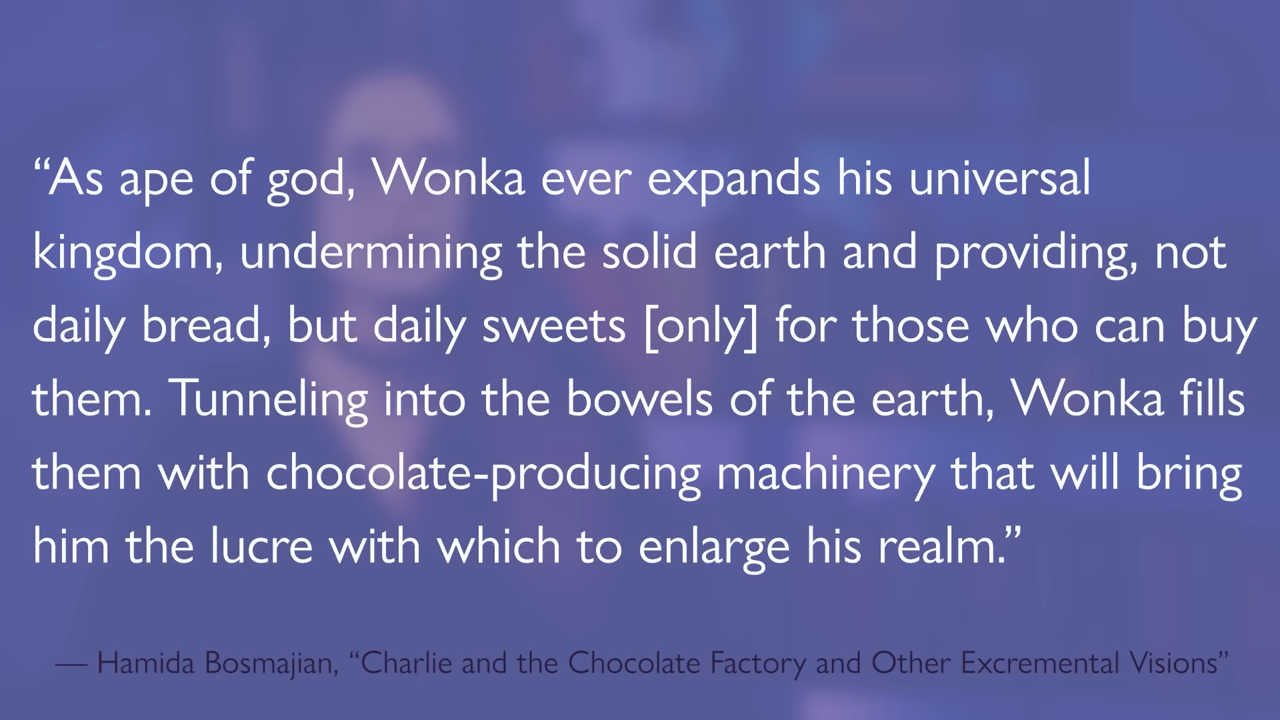 “As ape of god, Wonka ever expands his universal
kingdom, undermining the solid earth and providing, not
daily bread, but daily sweets [only] for those who can buy
them. Tunneling into the bowels of the earth, Wonka fills
them with chocolate-producing machinery that will bring
him the lucre with which to enlarge his realm.”
— Hamida Bosmajian, “Charlie and the Chocolate Factory and Other Excremental Visions”